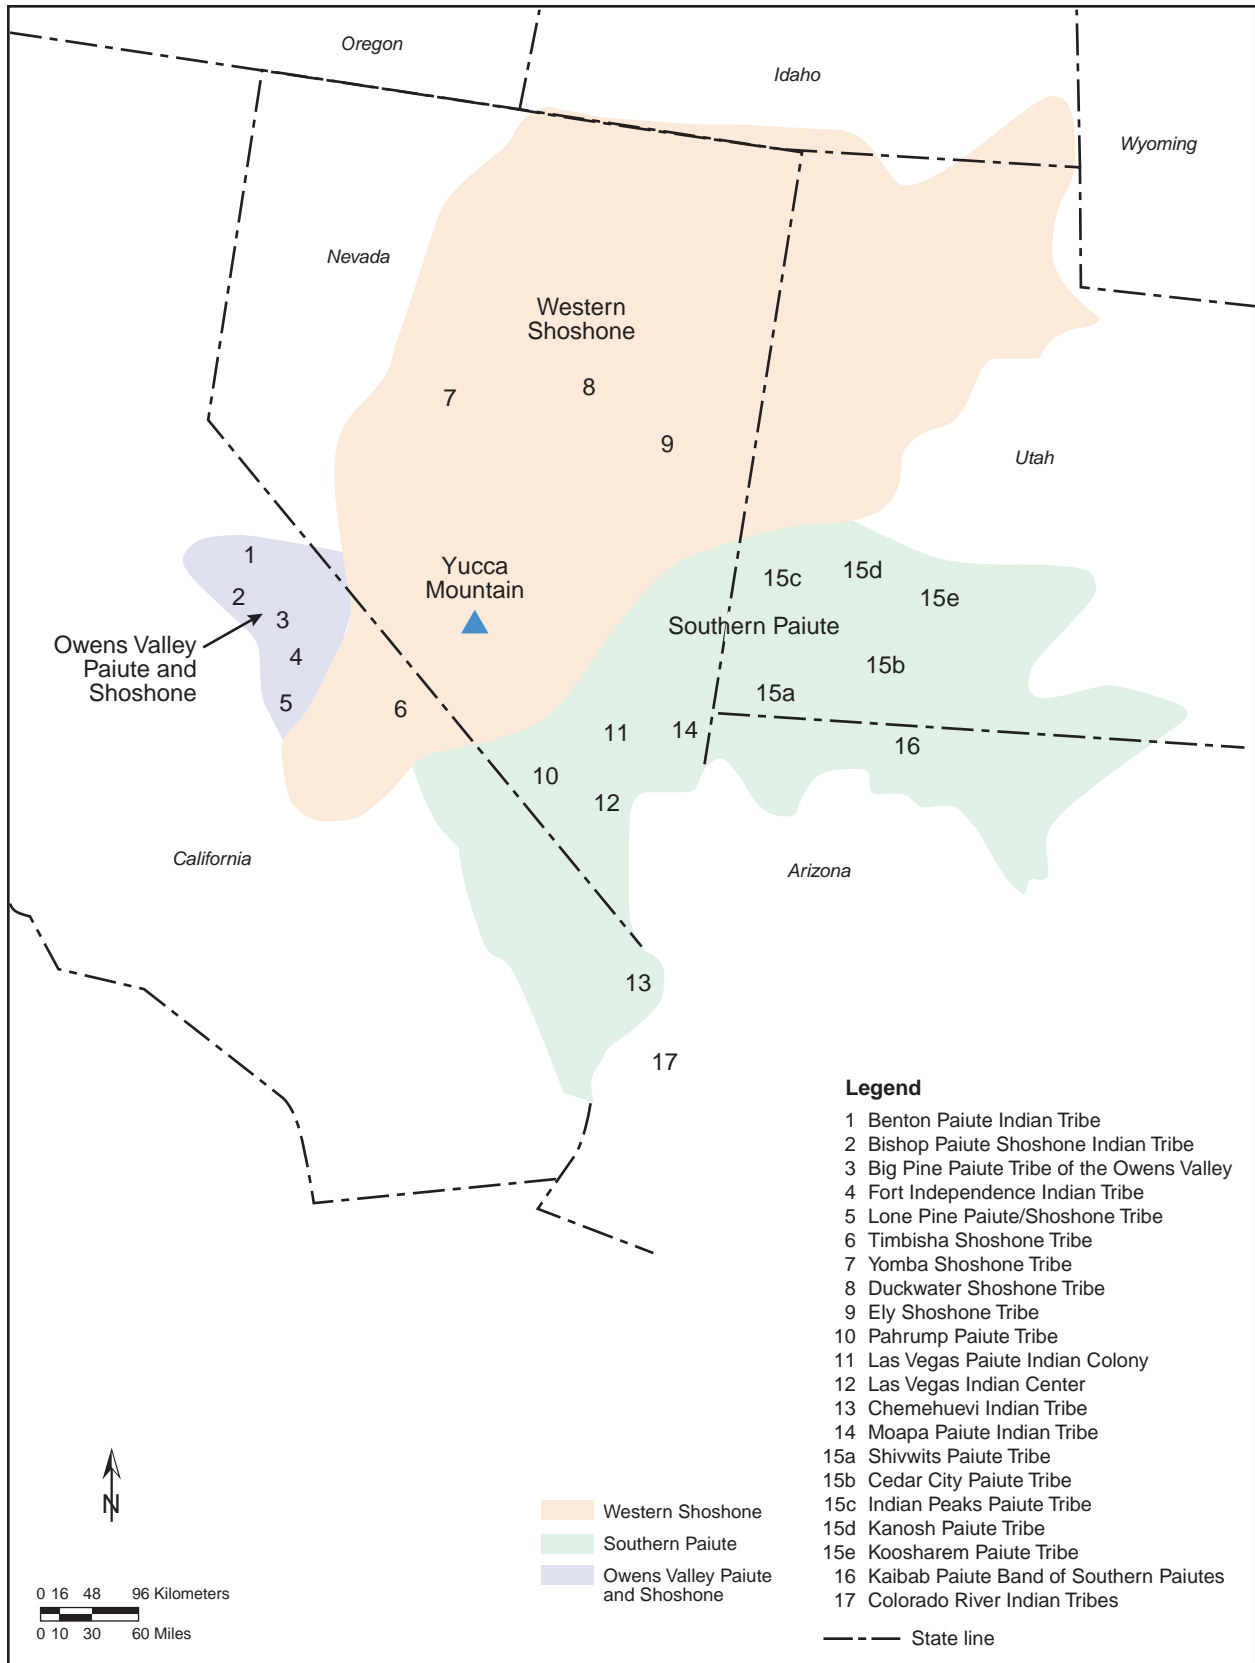 Oregon
Idaho
Wyoming
Nevada
Western
Shoshone
7
8
9
Utah
1
2
3
4
5
Yucca
Mountain
Owens Valley
Paiute and
Shoshone
6
15c
15d
15e
Southern Paiute
15b
15a
11
14
16
10
12
California
Arizona
13
17
Legend
1 Benton Paiute Indian Tribe
2 Bishop Paiute Shoshone Indian Tribe
3 Big Pine Paiute Tribe of the Owens Valley
4 Fort Independence Indian Tribe
5 Lone Pine Paiute/Shoshone Tribe
6 Timbisha Shoshone Tribe
7 Yomba Shoshone Tribe
8 Duckwater Shoshone Tribe
9 Ely Shoshone Tribe
10 Pahrump Paiute Tribe
11 Las Vegas Paiute Indian Colony
12 Las Vegas Indian Center
13 Chemehuevi Indian Tribe
14 Moapa Paiute Indian Tribe
15a Shivwits Paiute Tribe
15b Cedar City Paiute Tribe
15c Indian Peaks Paiute Tribe
15d Kanosh Paiute Tribe
15e Koosharem Paiute Tribe
16 Kaibab Paiute Band of Southern Paiutes
17 Colorado River Indian Tribes
State line
Western Shoshone
Southern Paiute
Owens Valley Paiute
and Shoshone
N
0 16 48 96 Kilometers
0 10 30 60 Miles